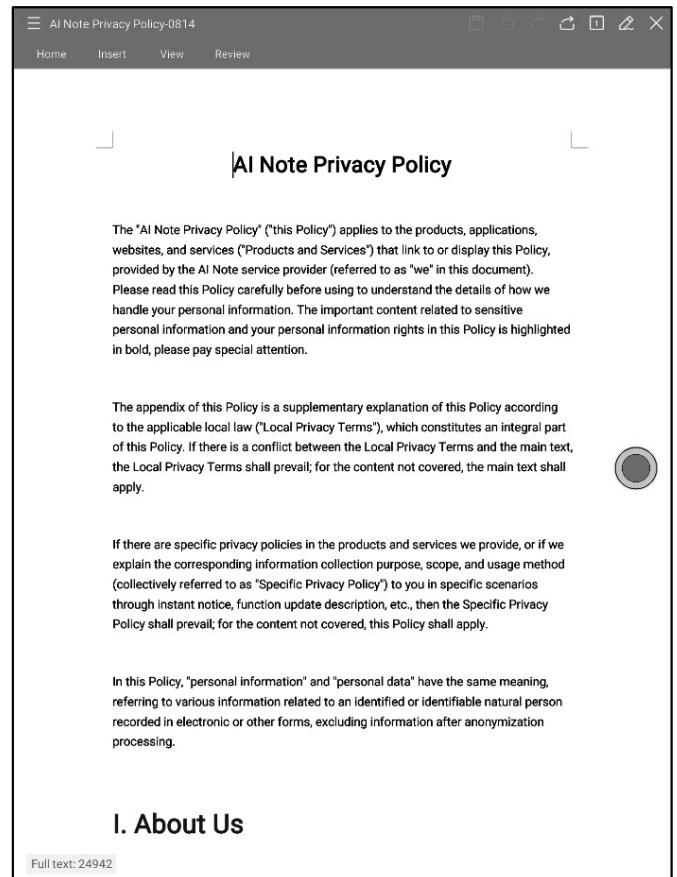 AI Note Privacy Policy-0814
1
Home Insert View Review
AI Note Privacy Policy
The "AI Note Privacy Policy" ("this Policy") applies to the products, applications,
websites, and services ("Products and Services") that link to or display this Policy,
provided by the AI Note service provider (referred to as "we" in this document).
Please read this Policy carefully before using to understand the details of how we
handle your personal information. The important content related to sensitive
personal information and your personal information rights in this Policy is highlighted
in bold, please pay special attention.
The appendix of this Policy is a supplementary explanation of this Policy according
to the applicable local law ("Local Privacy Terms"), which constitutes an integral part
of this Policy. If there is a conflict between the Local Privacy Terms and the main text,
the Local Privacy Terms shall prevail; for the content not covered, the main text shall
apply.
If there are specific privacy policies in the products and services we provide, or if we
explain the corresponding information collection purpose, scope, and usage method
(collectively referred to as "Specific Privacy Policy") to you in specific scenarios
through instant notice, function update description, etc., then the Specific Privacy
Policy shall prevail; for the content not covered, this Policy shall apply.
In this Policy, "personal information" and "personal data" have the same meaning,
referring to various information related to an identified or identifiable natural person
recorded in electronic or other forms, excluding information after anonymization
processing.
I. About Us
Full text: 24942